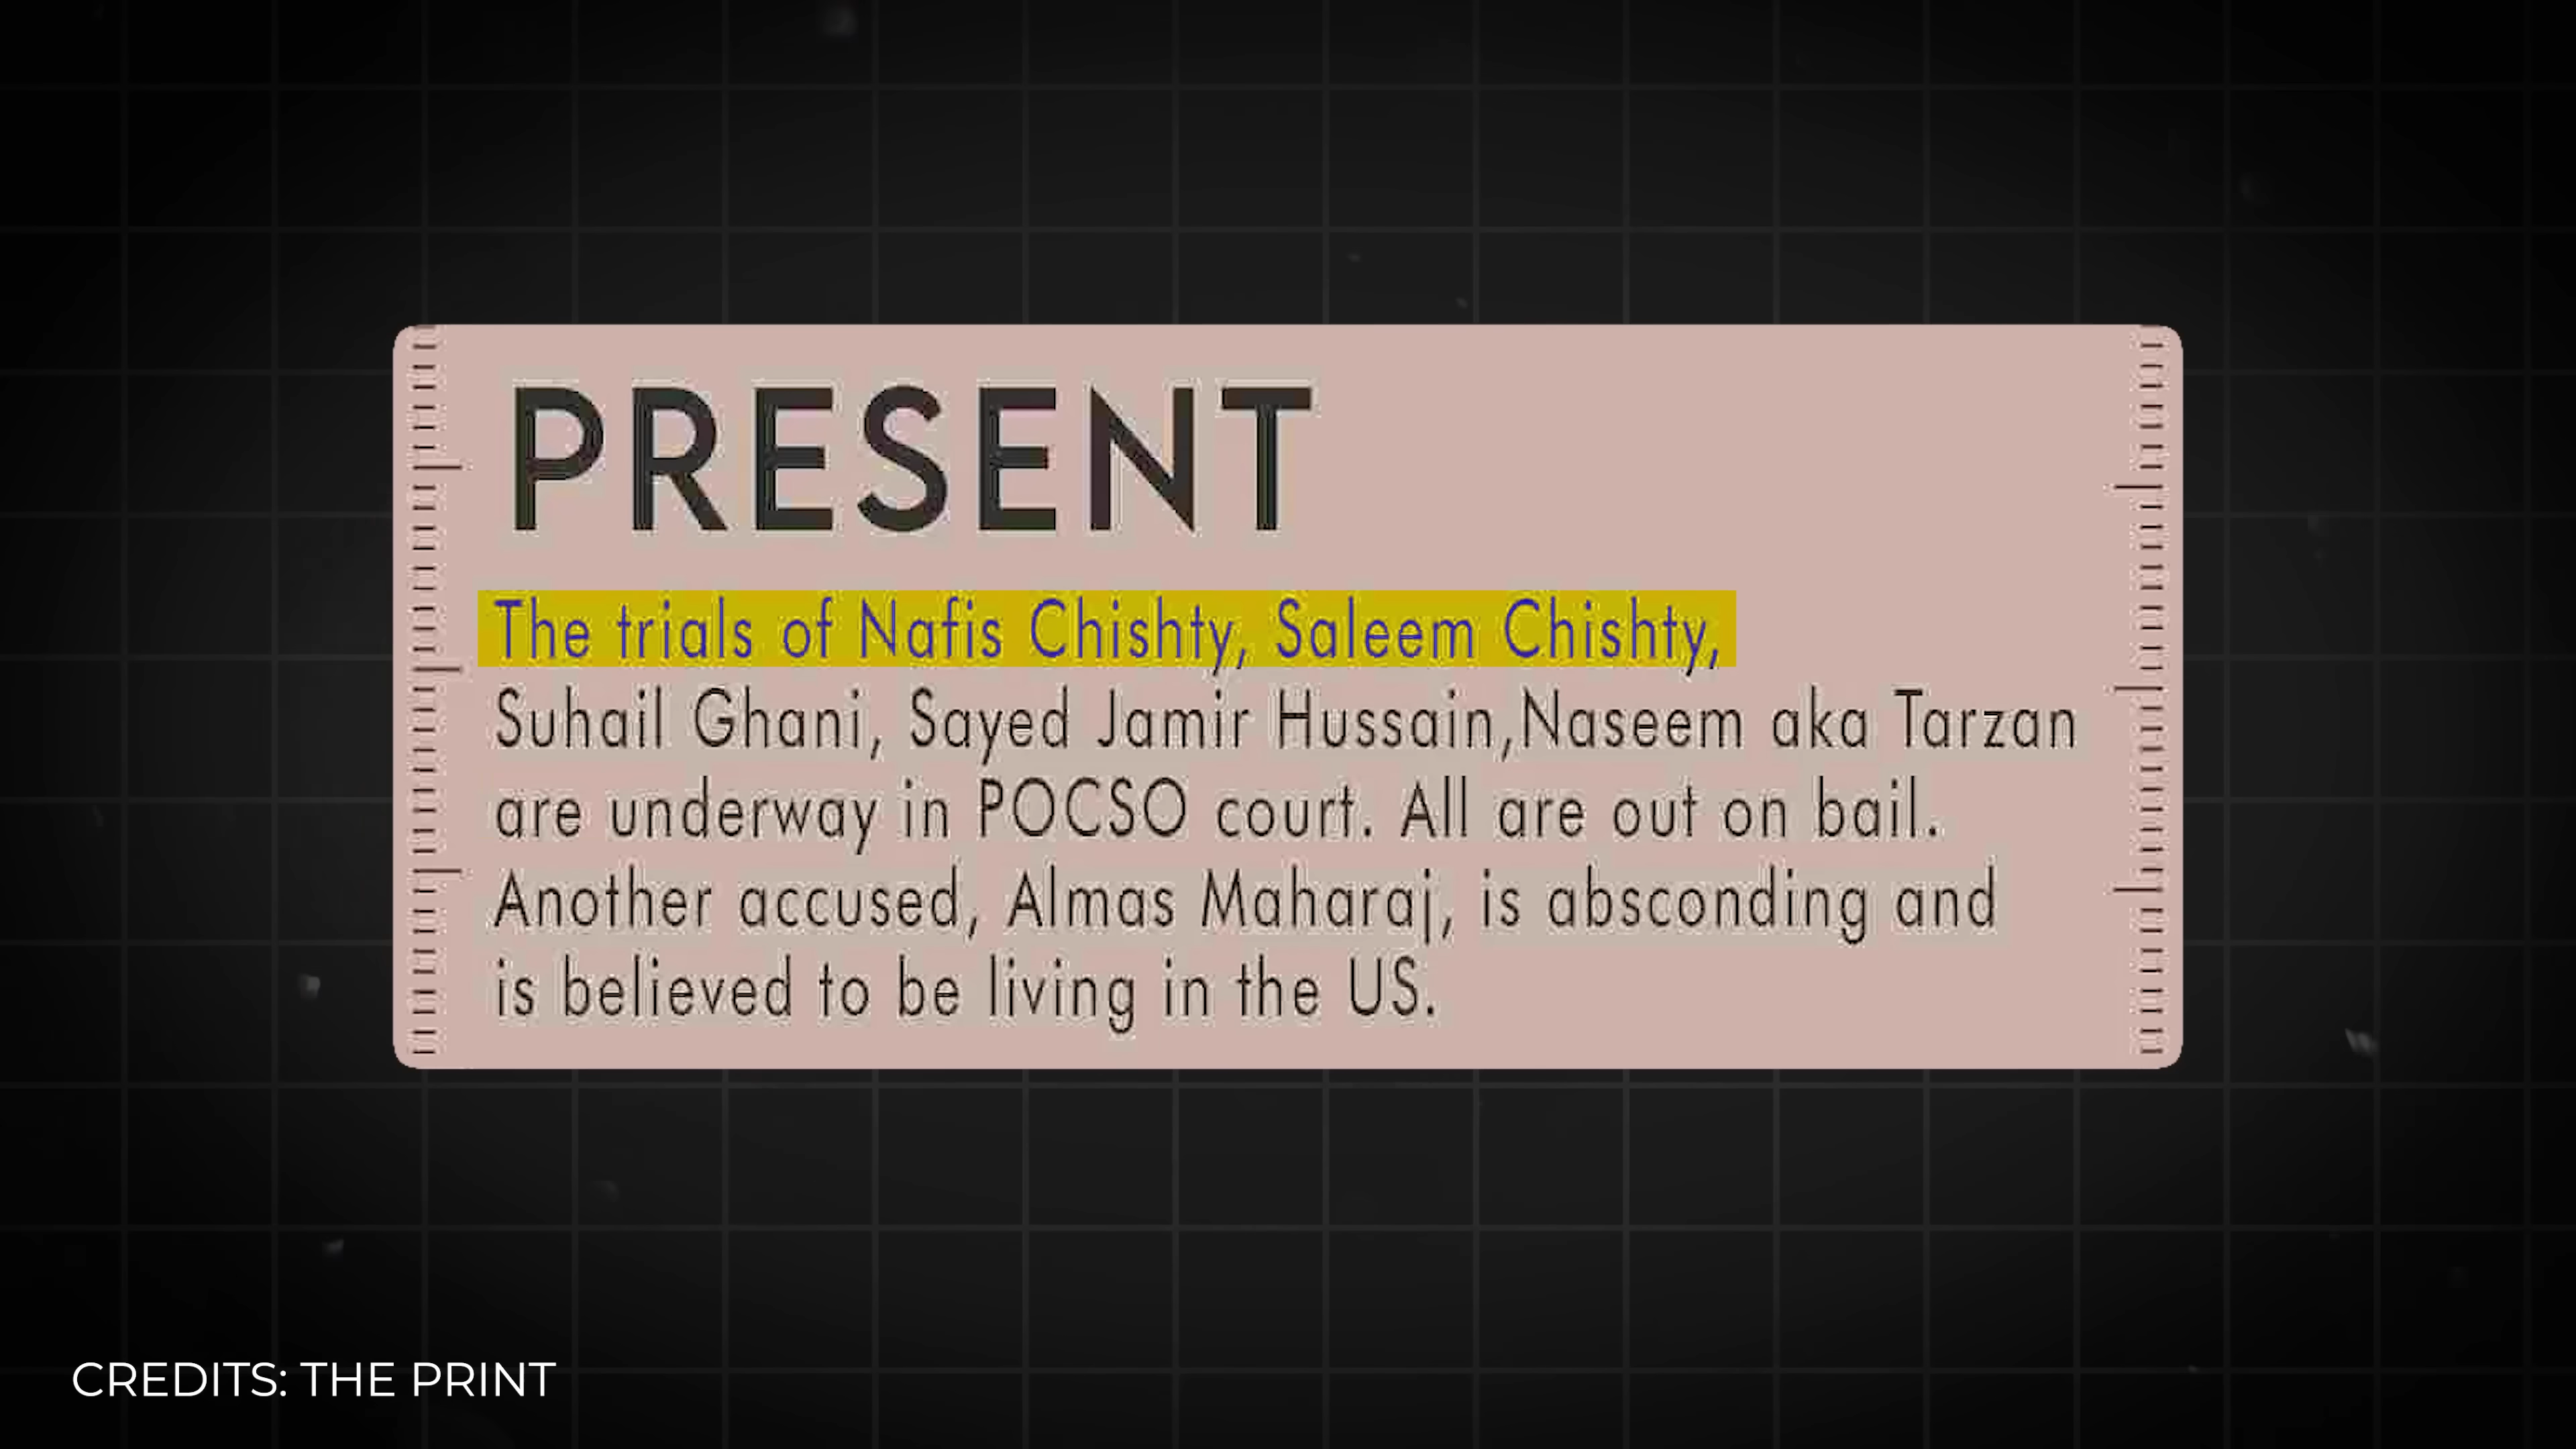 PRESENT
The trials of Nafis Chishty, Saleem Chishty,
Suhail Ghani, Sayed Jamir Hussain,Naseem aka Tarzan
are underway in POCSO court. All are out on bail.
Another accused, Almas Maharaj, is absconding and
is believed to be living in the US.
CREDITS: THE PRINT